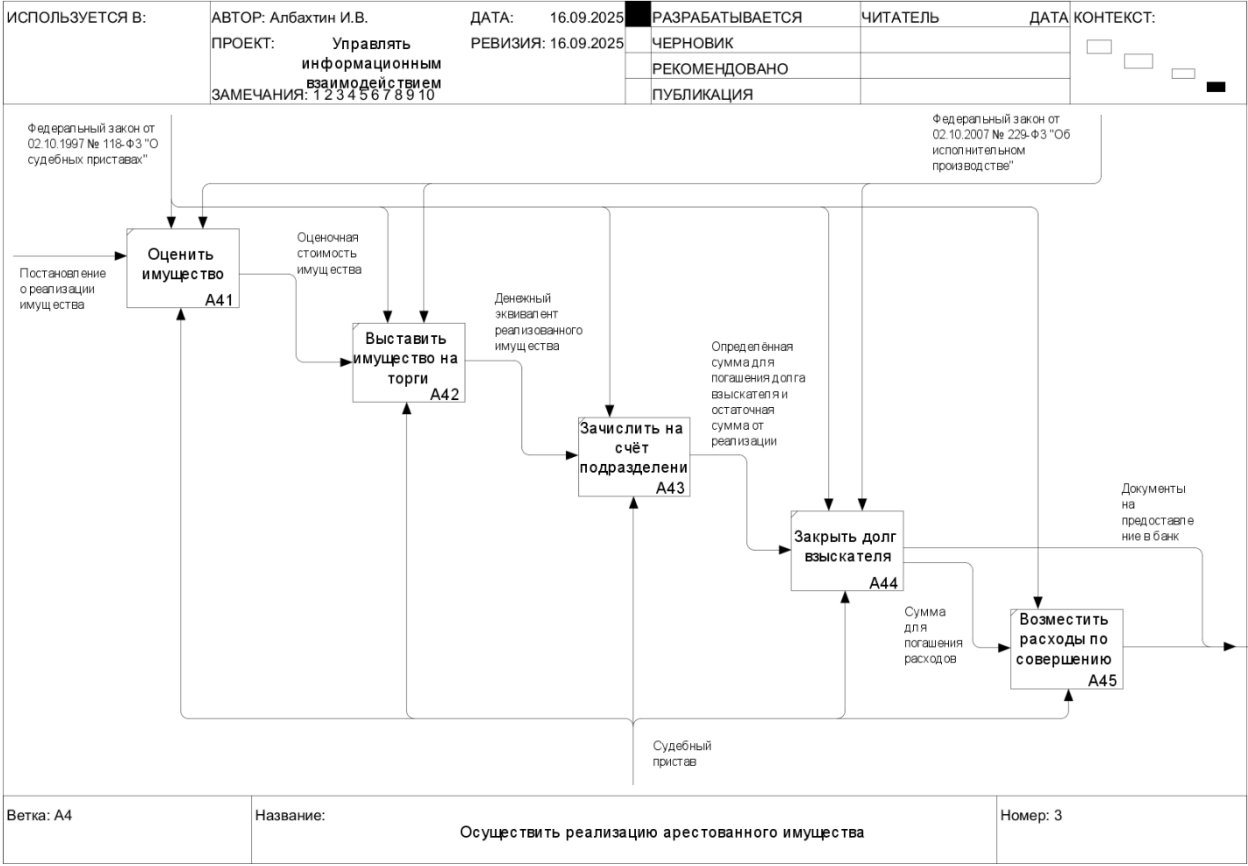 ИСПОЛЬЗУЕТСЯ В:
АВТОР: Албахтин И.В.
ДАТА: 16.09.2025
РАЗРАБАТЫВАЕТСЯ
ЧИТАТЕЛЬ
ДАТА
КОНТЕКСТ:
ПРОЕКТ: Управлять
информационным
взаимодействием
РЕВИЗИЯ: 16.09.2025
ЧЕРНОВИК
РЕКОМЕНДОВАНО
ЗАМЕЧАНИЯ: 1 2 3 4 5 6 7 8 9 10
ПУБЛИКАЦИЯ
Федеральный закон от
02.10.1997 № 118-ФЗ "О
судебных приставах"
Федеральный закон от
02.10.2007 № 229-ФЗ "Об
исполнительном
производстве"
Постановление
о реализации
имущества
Оценить
имущество
A41
Оценочная
стоимость
имущества
Выставить
имущество на
торги
A42
Денежный
эквивалент
реализованного
имущества
Зачислить на
счёт
подразделени
A43
Определённая
сумма для
погашения долга
взыскателя и
остаточная
сумма от
реализации
Закрыть долг
взыскателя
A44
Документы
на
предоставле
ние в банк
Сумма
для
погашения
расходов
Возместить
расходы по
совершению
A45
Судебный
пристав
Ветка: A4
Название:
Осуществить реализацию арестованного имущества
Номер: 3